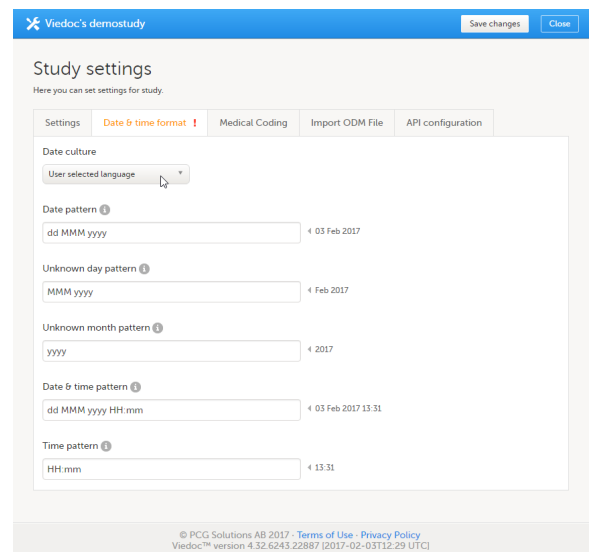 Viedoc's demostudy
Save changes
Close
Study settings
Here you can set settings for study.
Settings
Date & time format !
Medical Coding
Import ODM File
API configuration
Date culture
User selected language
Date pattern
dd MMM yyyy
03 Feb 2017
Unknown day pattern
MMM yyyy
Feb 2017
Unknown month pattern
yyyy
2017
Date & time pattern
dd MMM yyyy HH:mm
03 Feb 2017 13:31
Time pattern
HH:mm
13:31
© PCG Solutions AB 2017 · Terms of Use · Privacy Policy
Viedoc™ version 4.32.6243.22887 [2017-02-03T12:29 UTC]